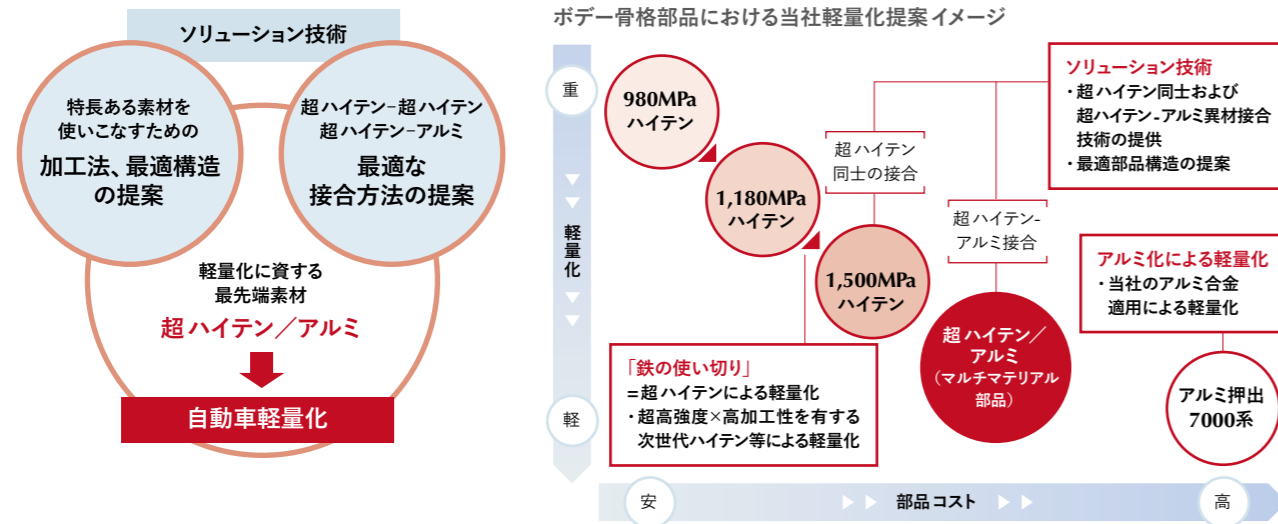 ソリューション技術
特長ある素材を
使いこなすための
加工法、最適構造
の提案
超ハイテン-超ハイテン
超ハイテン-アルミ
最適な
接合方法の提案
軽量化に資する
最先端素材
超ハイテン／アルミ
自動車軽量化
ボデー骨格部品における当社軽量化提案イメージ
重
軽量化
軽
980MPa
ハイテン
1,180MPa
ハイテン
1,500MPa
ハイテン
超ハイテン
同士の接合
超ハイテン-
アルミ接合
ソリューション技術
・超ハイテン同士および
超ハイテン-アルミ異材接合
技術の提供
・最適部品構造の提案
アルミ化による軽量化
・当社のアルミ合金
適用による軽量化
「鉄の使い切り」
=超ハイテンによる軽量化
・超高強度×高加工性を有する
次世代ハイテン等による軽量化
超ハイテン／
アルミ
（マルチマテリアル
部品）
アルミ押出
7000系
安
部品コスト
高